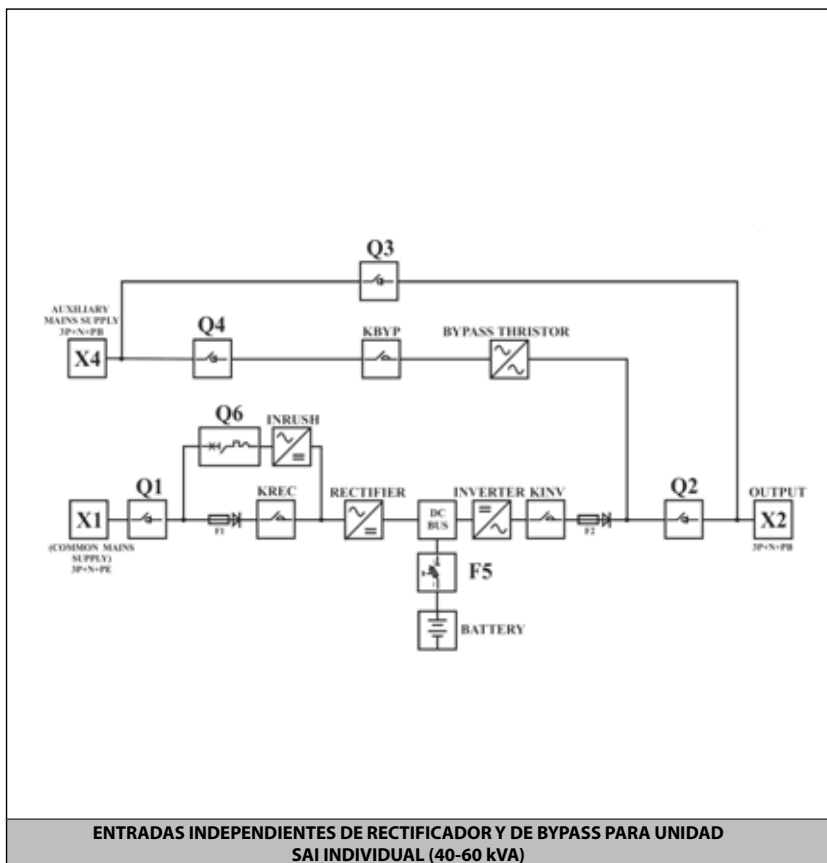 Q3
AUXILIARY
MAINS SUPPLY
3P+N+PB
X4
Q4
KBYP
BYPASS THRISTOR
Q6
INRUSH
X1
(COMMON MAINS
SUPPLY)
3P+N+PE
Q1
F1
KREC
RECTIFIER
DC
BUS
INVERTER
KINV
F2
Q2
OUTPUT
X2
3P+N+PB
F5
BATTERY
ENTRADAS INDEPENDIENTES DE RECTIFICADOR Y DE BYPASS PARA UNIDAD
SAI INDIVIDUAL (40-60 kVA)